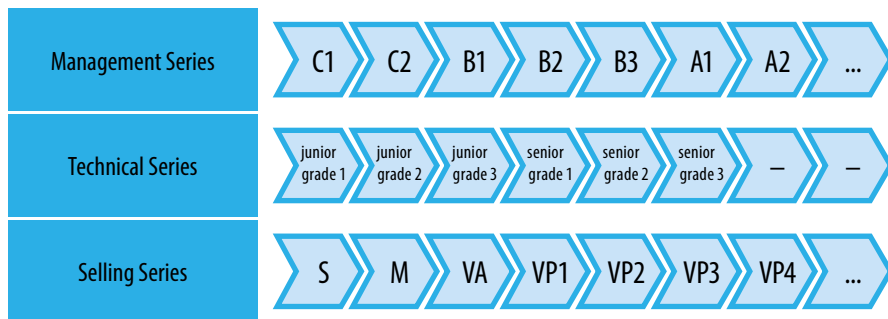 Management Series
C1 C2 B1 B2 B3 A1 A2 ...
Technical Series
junior junior junior senior senior senior – –
grade 1 grade 2 grade 3 grade 1 grade 2 grade 3
Selling Series
S M VA VP1 VP2 VP3 VP4 ...